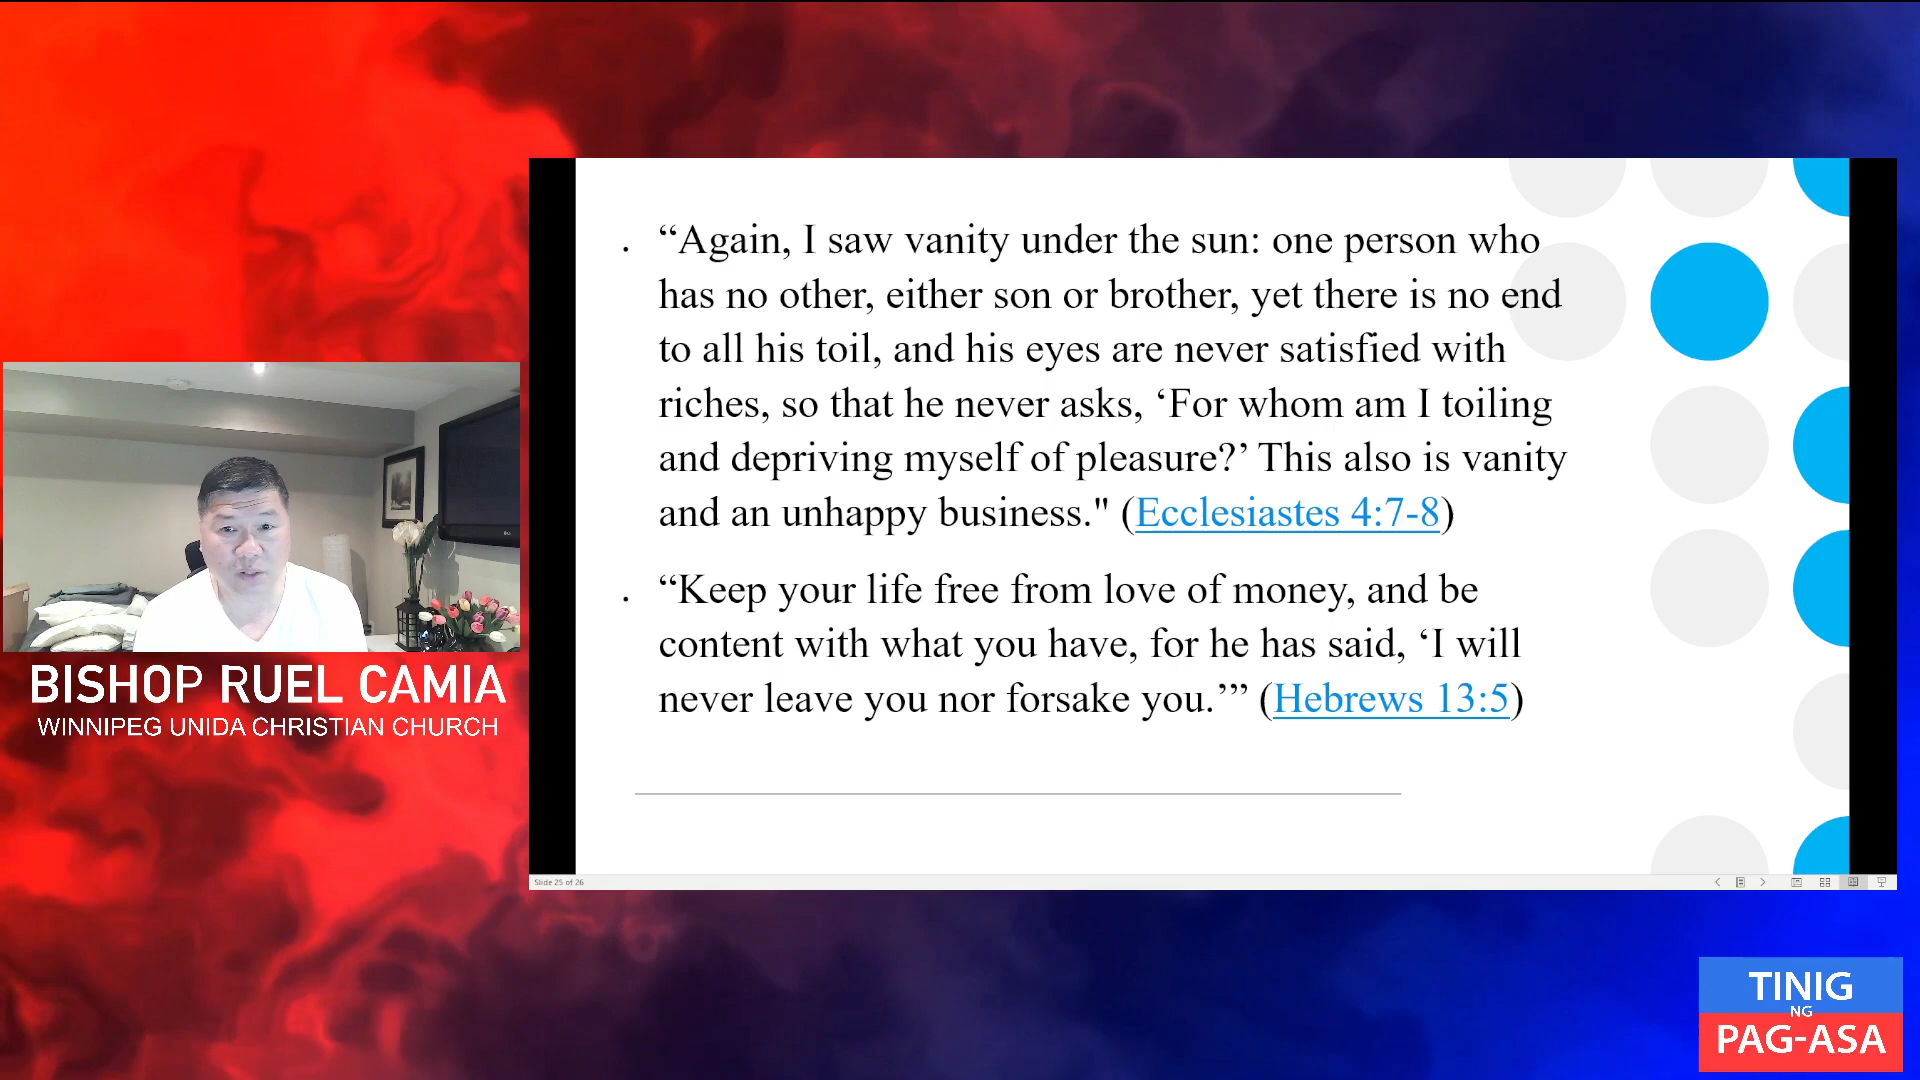 . “Again, I saw vanity under the sun: one person who
has no other, either son or brother, yet there is no end
to all his toil, and his eyes are never satisfied with
riches, so that he never asks, ‘For whom am I toiling
and depriving myself of pleasure?’ This also is vanity
and an unhappy business." (Ecclesiastes 4:7-8)
. “Keep your life free from love of money, and be
content with what you have, for he has said, ‘I will
never leave you nor forsake you.’” (Hebrews 13:5)
Slide 25 of 26
BISHOP RUEL CAMIA
WINNIPEG UNIDA CHRISTIAN CHURCH
TINIG
NG
PAG-ASA